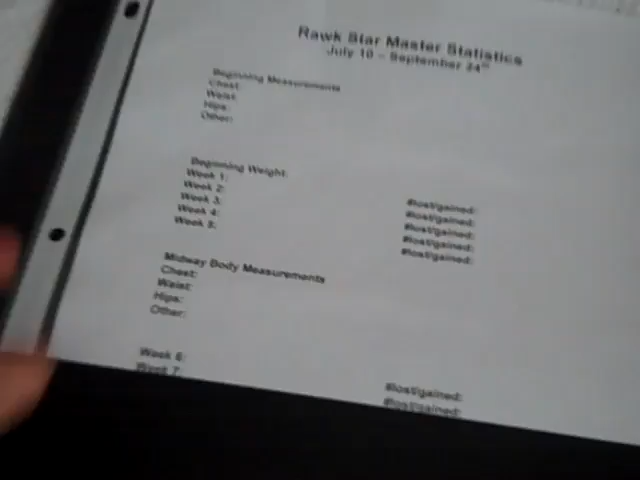 Rawk Star Master Statistics
July 10 - September 24th
Beginning Measurements
Chest:
Waist:
Hips:
Other:
Beginning Weight:
Week 1: #lost/gained:
Week 2: #lost/gained:
Week 3: #lost/gained:
Week 4: #lost/gained:
Week 5: #lost/gained:
Midway Body Measurements
Chest:
Waist:
Hips:
Other:
Week 6: #lost/gained:
Week 7: #lost/gained: